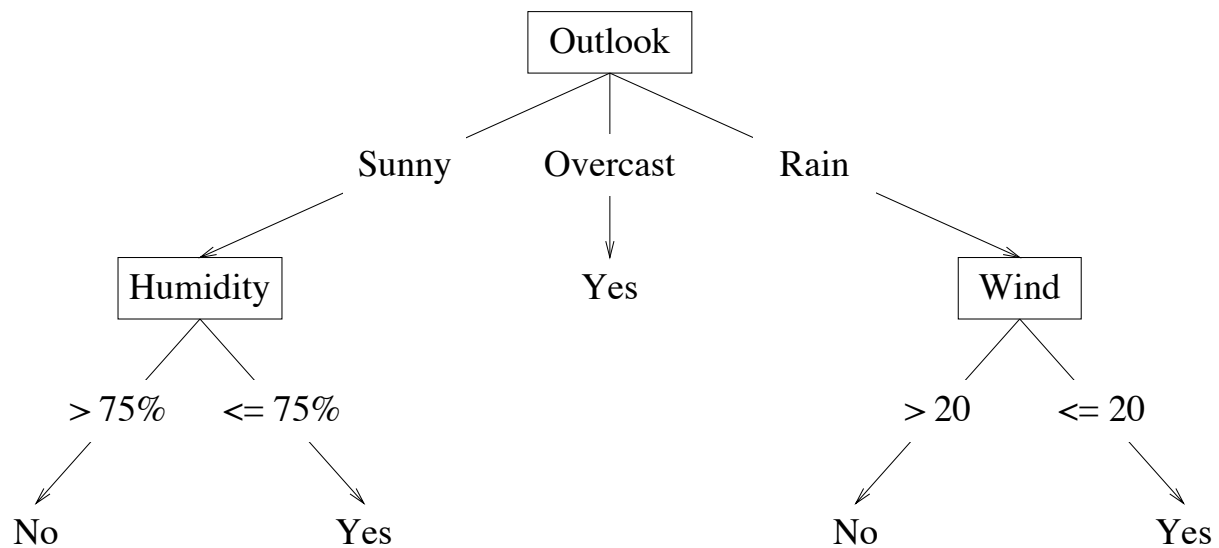 Outlook
Sunny Overcast Rain
Humidity Yes Wind
> 75% <= 75% > 20 <= 20
No Yes No Yes